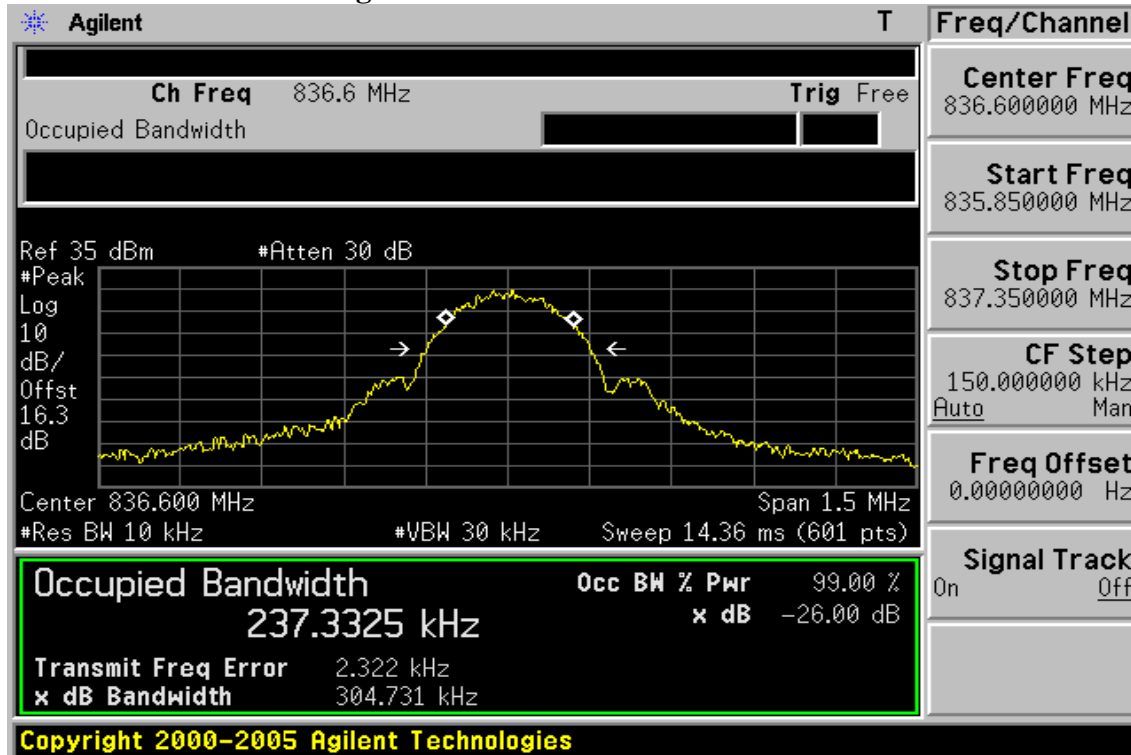 Agilent T Freq/Channel
Ch Freq 836.6 MHz Trig Free
Occupied Bandwidth
Center Freq
836.600000 MHz
Start Freq
835.850000 MHz
Stop Freq
837.350000 MHz
CF Step
150.000000 kHz
Auto Man
Freq Offset
0.00000000 Hz
Signal Track
On Off
Ref 35 dBm #Atten 30 dB
#Peak
Log
10
dB/
Offst
16.3
dB
Center 836.600 MHz Span 1.5 MHz
#Res BW 10 kHz #VBW 30 kHz Sweep 14.36 ms (601 pts)
Occupied Bandwidth Occ BW % Pwr 99.00 %
237.3325 kHz x dB -26.00 dB
Transmit Freq Error 2.322 kHz
x dB Bandwidth 304.731 kHz
Copyright 2000-2005 Agilent Technologies